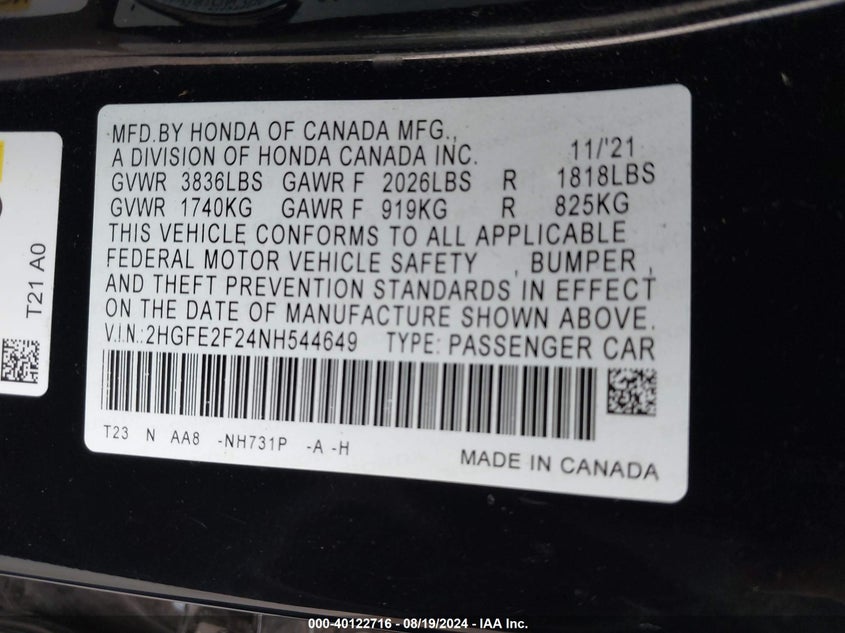 MFD.BY HONDA OF CANADA MFG.,
A DIVISION OF HONDA CANADA INC. 11/'21
GVWR 3836LBS GAWR F 2026LBS R 1818LBS
GVWR 1740KG GAWR F 919KG R 825KG
THIS VEHICLE CONFORMS TO ALL APPLICABLE
FEDERAL MOTOR VEHICLE SAFETY , BUMPER ,
AND THEFT PREVENTION STANDARDS IN EFFECT
ON THE DATE OF MANUFACTURE SHOWN ABOVE.
V.I.N.:2HGFE2F24NH544649 TYPE: PASSENGER CAR
T23 N AA8 -NH731P -A -H
MADE IN CANADA
T21 A0
000-40122716 - 08/19/2024 - IAA Inc.